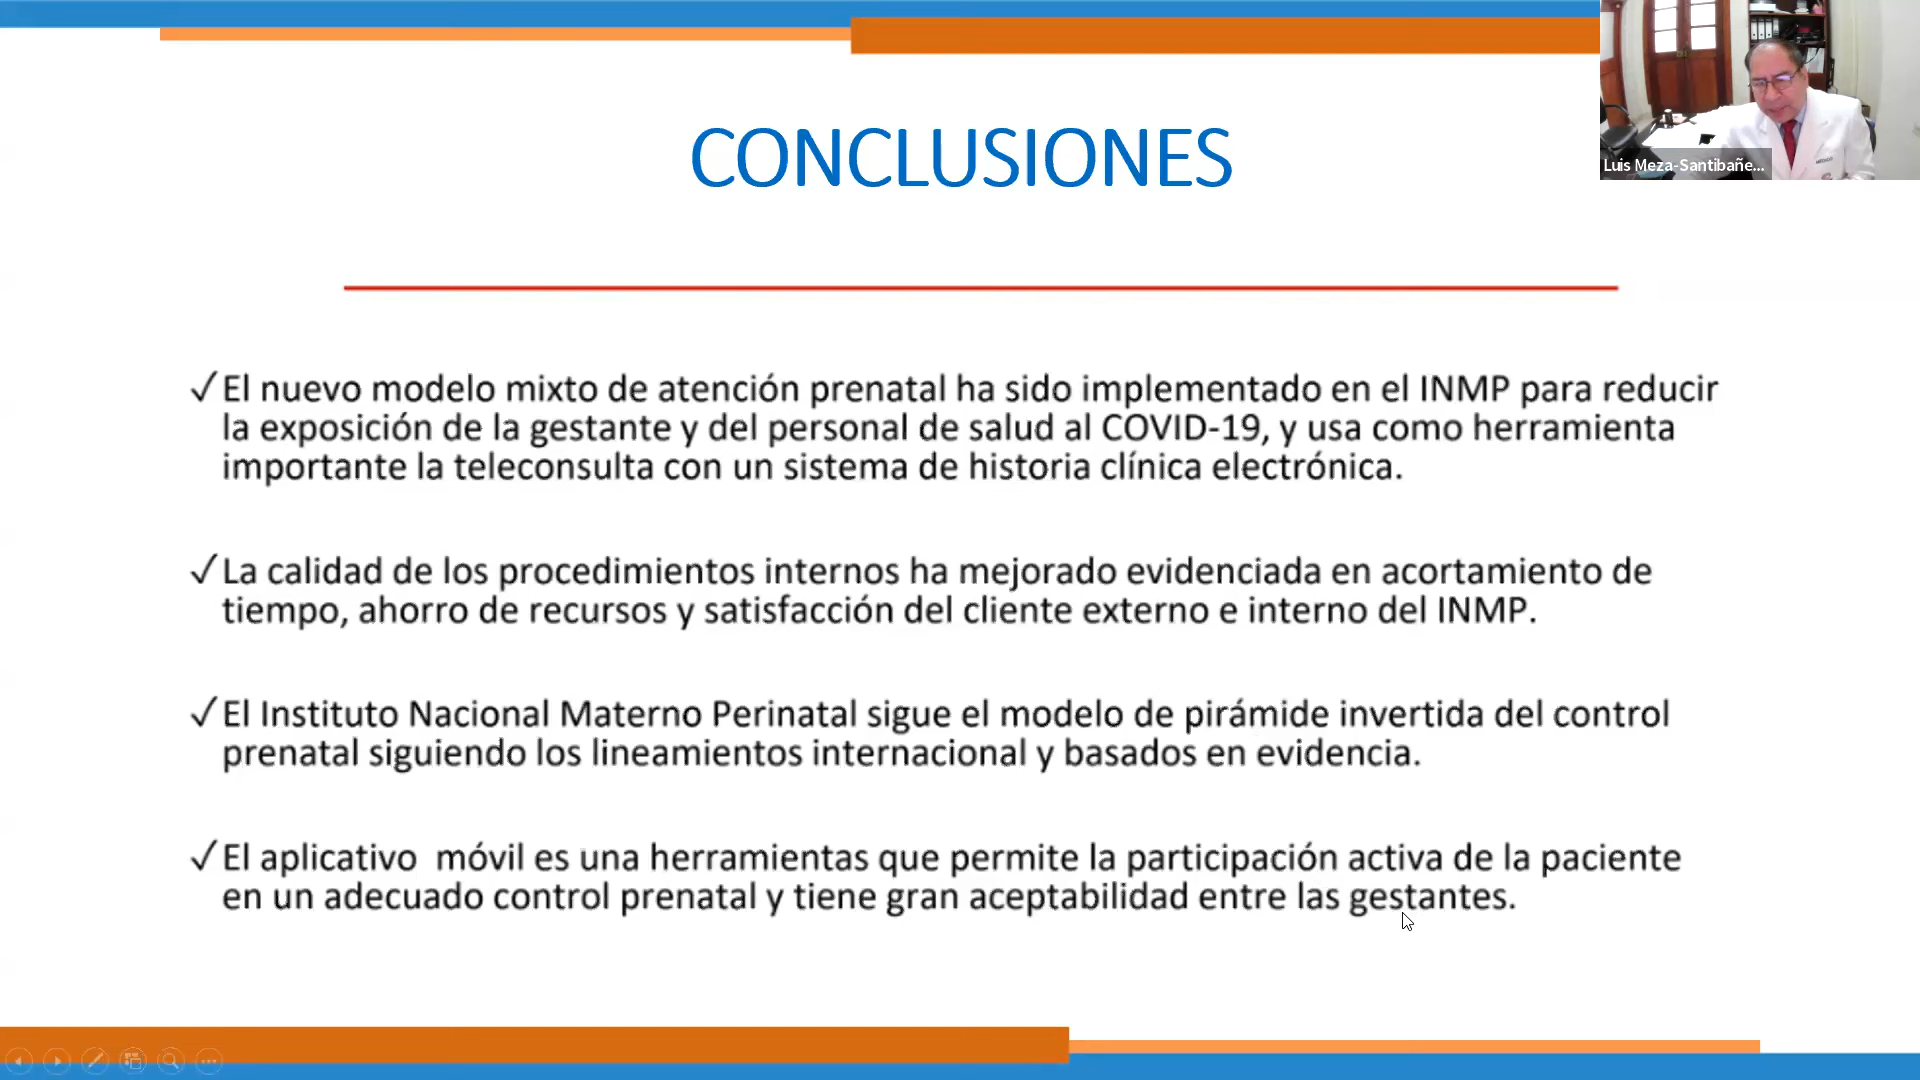 CONCLUSIONES
Luis Meza-Santibañe...
✓El nuevo modelo mixto de atención prenatal ha sido implementado en el INMP para reducir
la exposición de la gestante y del personal de salud al COVID-19, y usa como herramienta
importante la teleconsulta con un sistema de historia clínica electrónica.
✓La calidad de los procedimientos internos ha mejorado evidenciada en acortamiento de
tiempo, ahorro de recursos y satisfacción del cliente externo e interno del INMP.
✓El Instituto Nacional Materno Perinatal sigue el modelo de pirámide invertida del control
prenatal siguiendo los lineamientos internacional y basados en evidencia.
✓El aplicativo  móvil es una herramientas que permite la participación activa de la paciente
en un adecuado control prenatal y tiene gran aceptabilidad entre las gestantes.